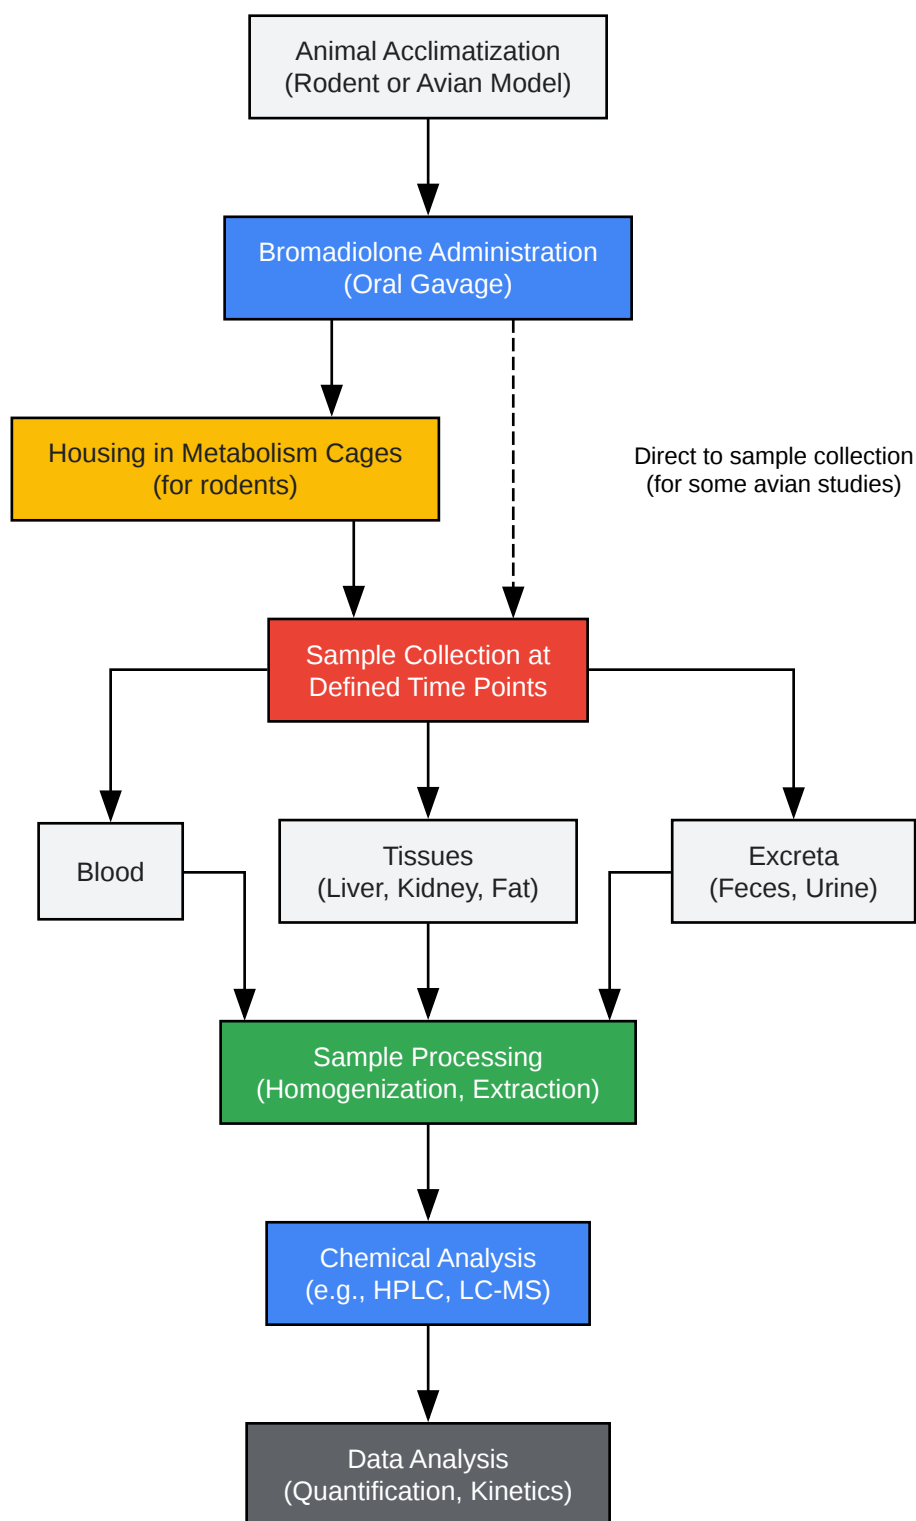 Animal Acclimatization
(Rodent or Avian Model)
Bromadiolone Administration
(Oral Gavage)
Housing in Metabolism Cages
(for rodents)
Direct to sample collection
(for some avian studies)
Sample Collection at
Defined Time Points
Blood
Tissues
(Liver, Kidney, Fat)
Excreta
(Feces, Urine)
Sample Processing
(Homogenization, Extraction)
Chemical Analysis
(e.g., HPLC, LC-MS)
Data Analysis
(Quantification, Kinetics)